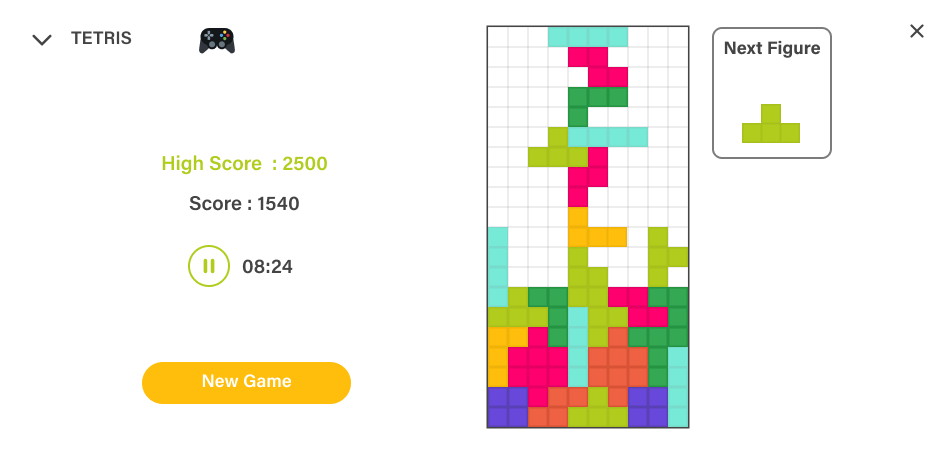 TETRIS
Next Figure
High Score : 2500
Score : 1540
08:24
New Game